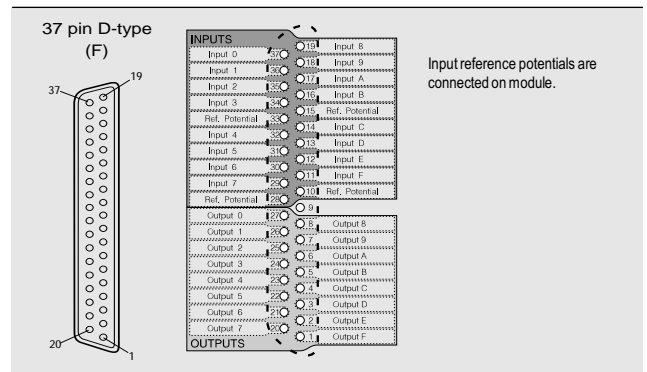 37 pin D-type
(F)
37
19
20
1
INPUTS
Input 0 37
Input 1 36
Input 2 35
Input 3 34
Ref. Potential 33
Input 4 32
Input 5 31
Input 6 30
Input 7 29
Ref. Potential 28
Output 0 27
Output 1 26
Output 2 25
Output 3 24
Output 4 23
Output 5 22
Output 6 21
Output 7 20
OUTPUTS
19 Input 8
18 Input 9
17 Input A
16 Input B
15 Ref. Potential
14 Input C
13 Input D
12 Input E
11 Input F
10 Ref. Potential
9
8 Output 8
7 Output 9
6 Output A
5 Output B
4 Output C
3 Output D
2 Output E
1 Output F
Input reference potentials are
connected on module.